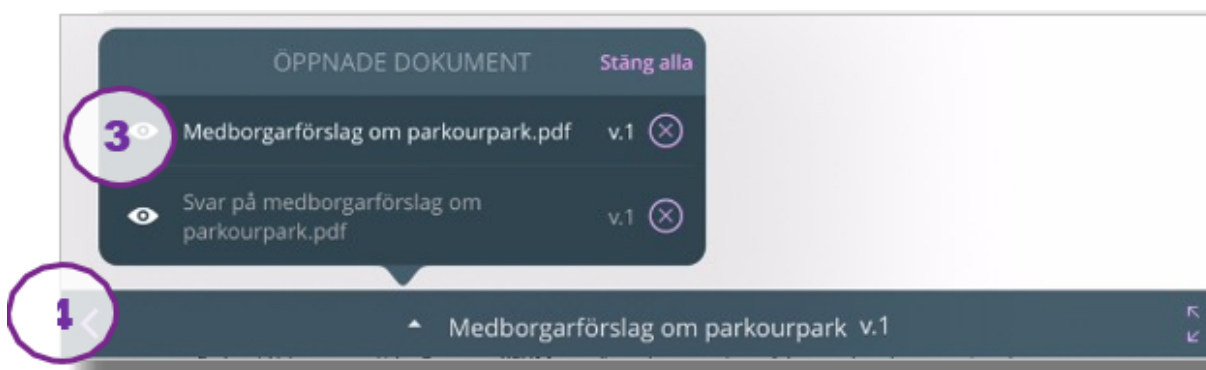 ÖPPNADE DOKUMENT Stäng alla
3 Medborgarförslag om parkourpark.pdf v.1
Svar på medborgarförslag om
parkourpark.pdf v.1
4 Medborgarförslag om parkourpark v.1